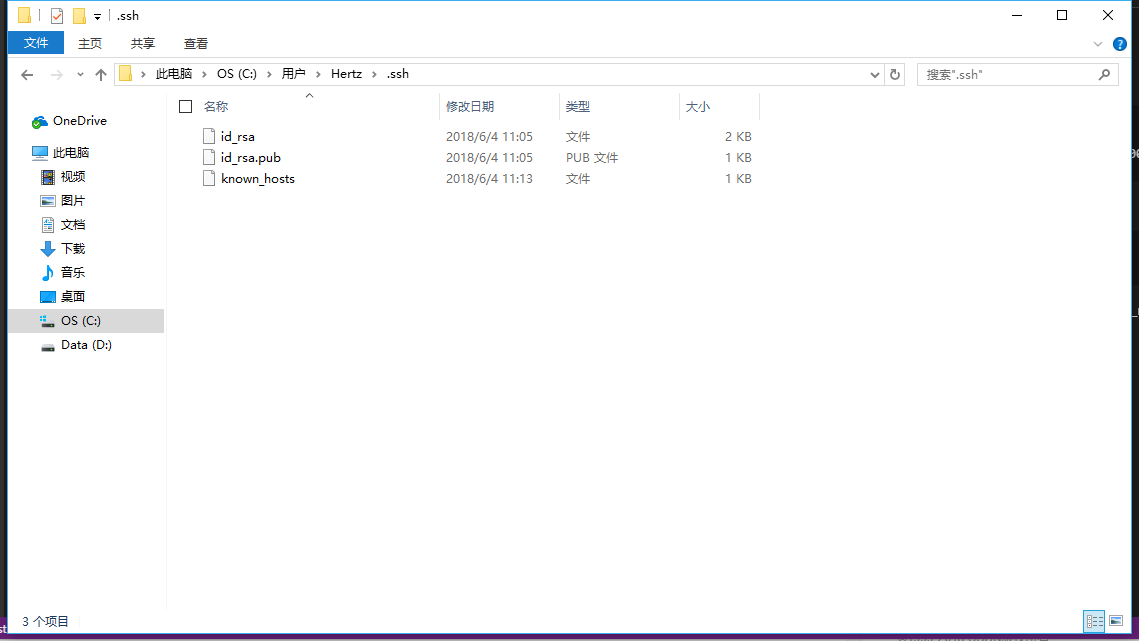 .ssh
文件 主页 共享 查看
此电脑 OS (C:) 用户 Hertz .ssh 搜索".ssh"
名称 修改日期 类型 大小
OneDrive
此电脑
视频
图片
文档
下载
音乐
桌面
OS (C:)
Data (D:)
id_rsa 2018/6/4 11:05 文件 2 KB
id_rsa.pub 2018/6/4 11:05 PUB 文件 1 KB
known_hosts 2018/6/4 11:13 文件 1 KB
3 个项目